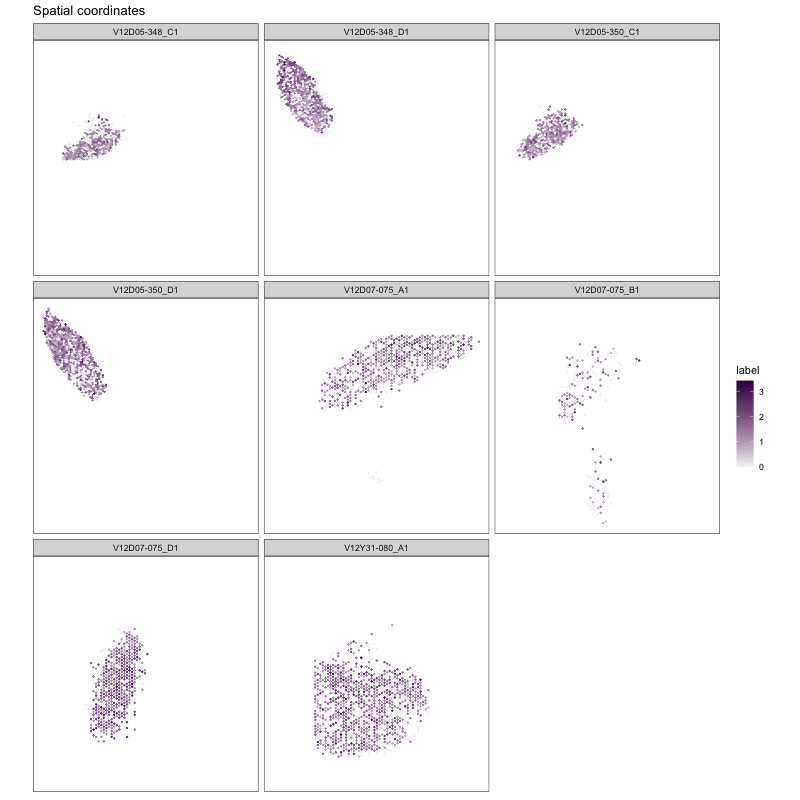 Spatial coordinates
V12D05-348_C1
V12D05-348_D1
V12D05-350_C1
V12D05-350_D1
V12D07-075_A1
V12D07-075_B1
label
3
2
1
0
V12D07-075_D1
V12Y31-080_A1